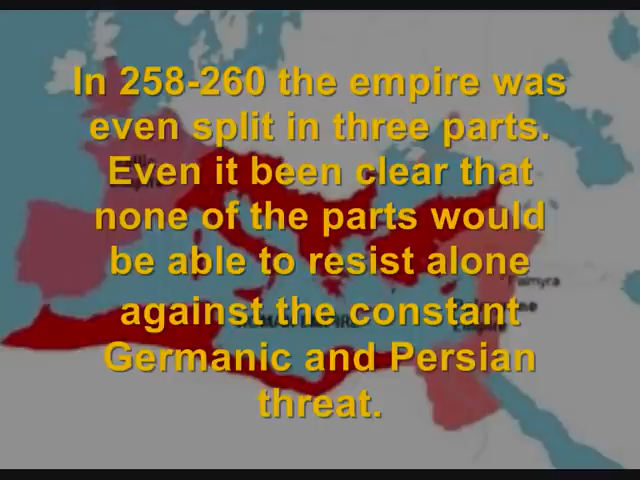 In 258-260 the empire was
even split in three parts.
Even it been clear that
none of the parts would
be able to resist alone
Palmyra
against the constant
Germanic and Persian
threat.